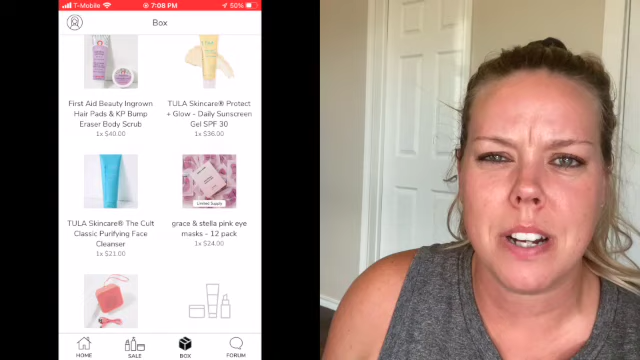 T-Mobile 7:08 PM 50%
Box
First Aid Beauty Ingrown
Hair Pads & KP Bump
Eraser Body Scrub
1x $40.00
TULA Skincare® Protect
+ Glow - Daily Sunscreen
Gel SPF 30
1x $36.00
Limited Supply
TULA Skincare® The Cult
Classic Purifying Face
Cleanser
1x $21.00
grace & stella pink eye
masks - 12 pack
1x $24.00
HOME
SALE
BOX
FORUM